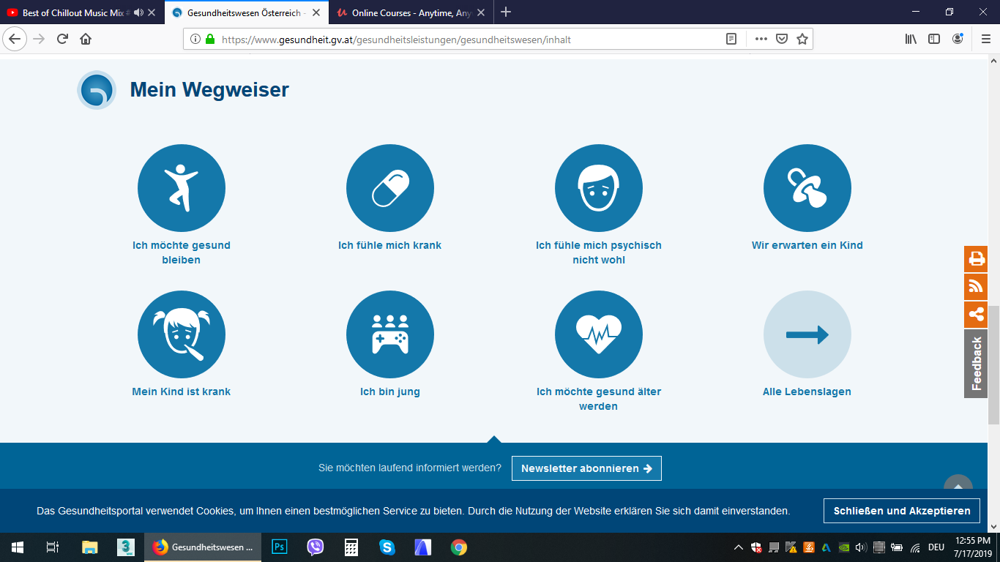 Best of Chillout Music Mix
Gesundheitswesen Österreich -
Online Courses - Anytime, Any
https://www.gesundheit.gv.at/gesundheitsleistungen/gesundheitswesen/inhalt
Mein Wegweiser
Ich möchte gesund
bleiben
Ich fühle mich krank
Ich fühle mich psychisch
nicht wohl
Wir erwarten ein Kind
Mein Kind ist krank
Ich bin jung
Ich möchte gesund älter
werden
Alle Lebenslagen
Feedback
Sie möchten laufend informiert werden?
Newsletter abonnieren
Das Gesundheitsportal verwendet Cookies, um Ihnen einen bestmöglichen Service zu bieten. Durch die Nutzung der Website erklären Sie sich damit einverstanden.
Schließen und Akzeptieren
3
Gesundheitswesen ...
Ps
DEU
12:55 PM
7/17/2019